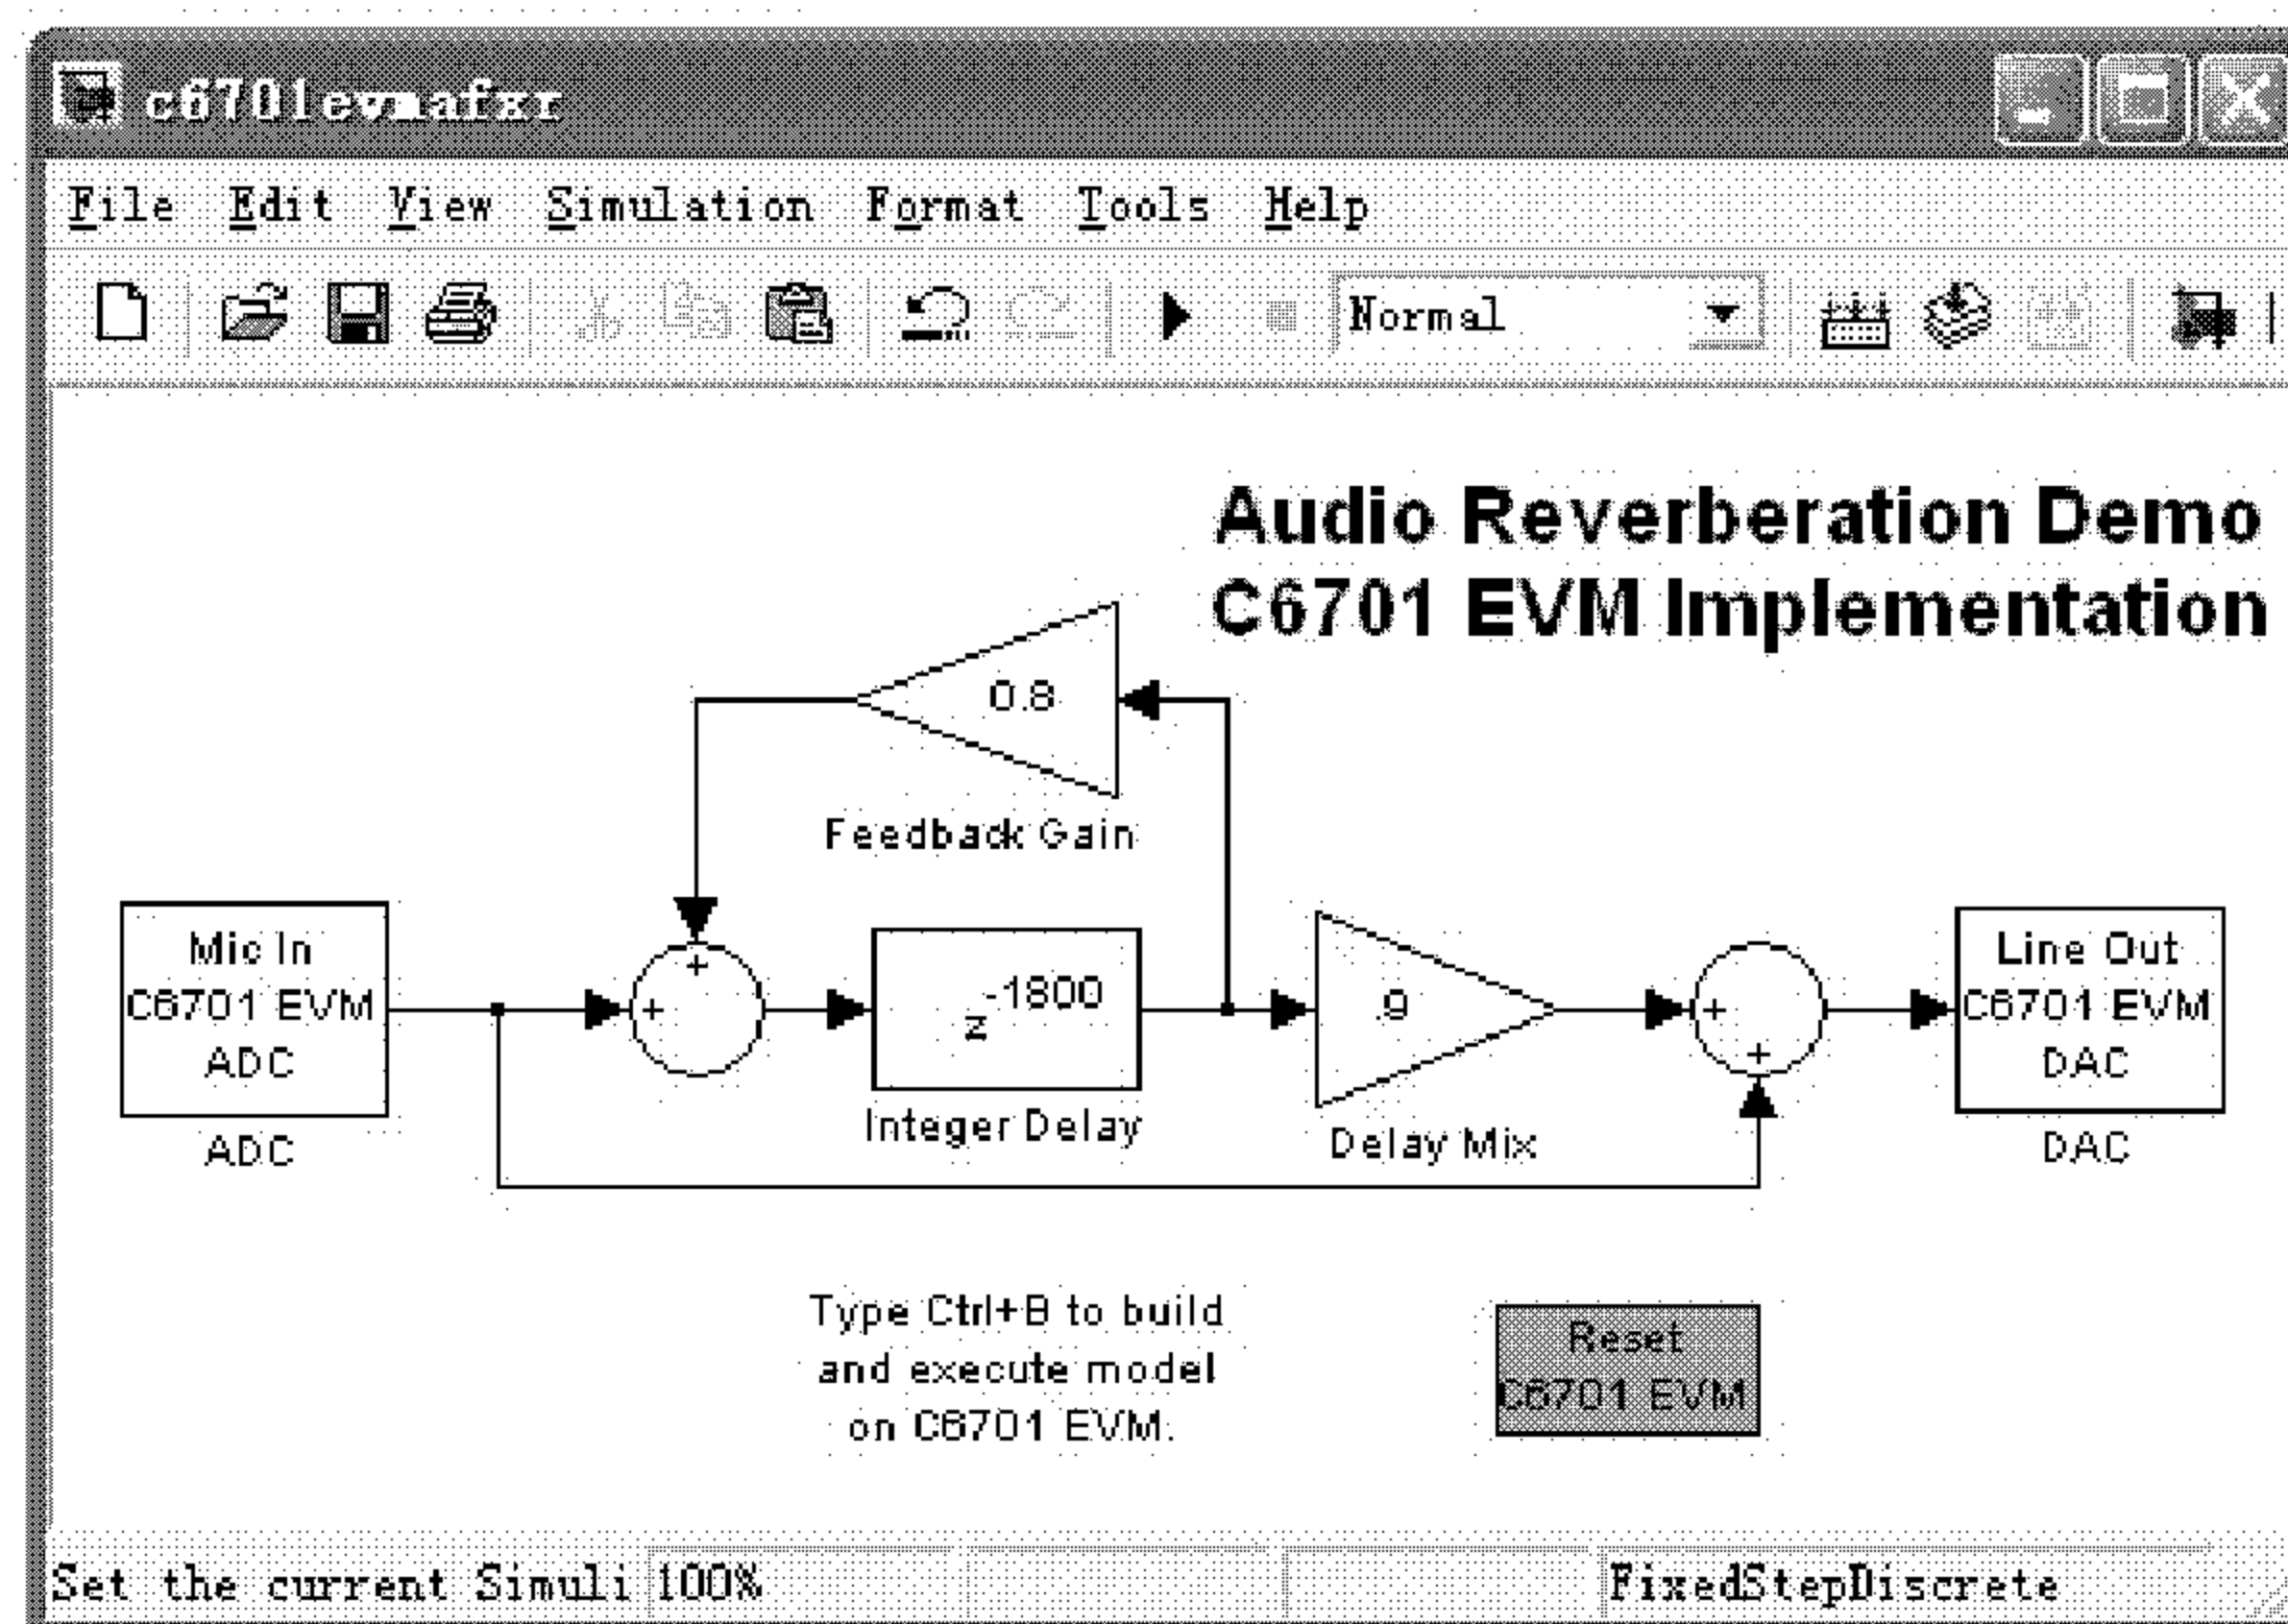 c6701evmafxr
File Edit View Simulation Format Tools Help
Normal
Audio Reverberation Demo
C6701 EVM Implementation
0.8
Feedback Gain
Mic In
C6701 EVM
ADC
ADC
+
+
z-1800
Integer Delay
.9
Delay Mix
+
+
Line Out
C6701 EVM
DAC
DAC
Type Ctrl+B to build
and execute model
on C6701 EVM.
Reset
C6701 EVM
Set the current Simuli 100% FixedStepDiscrete